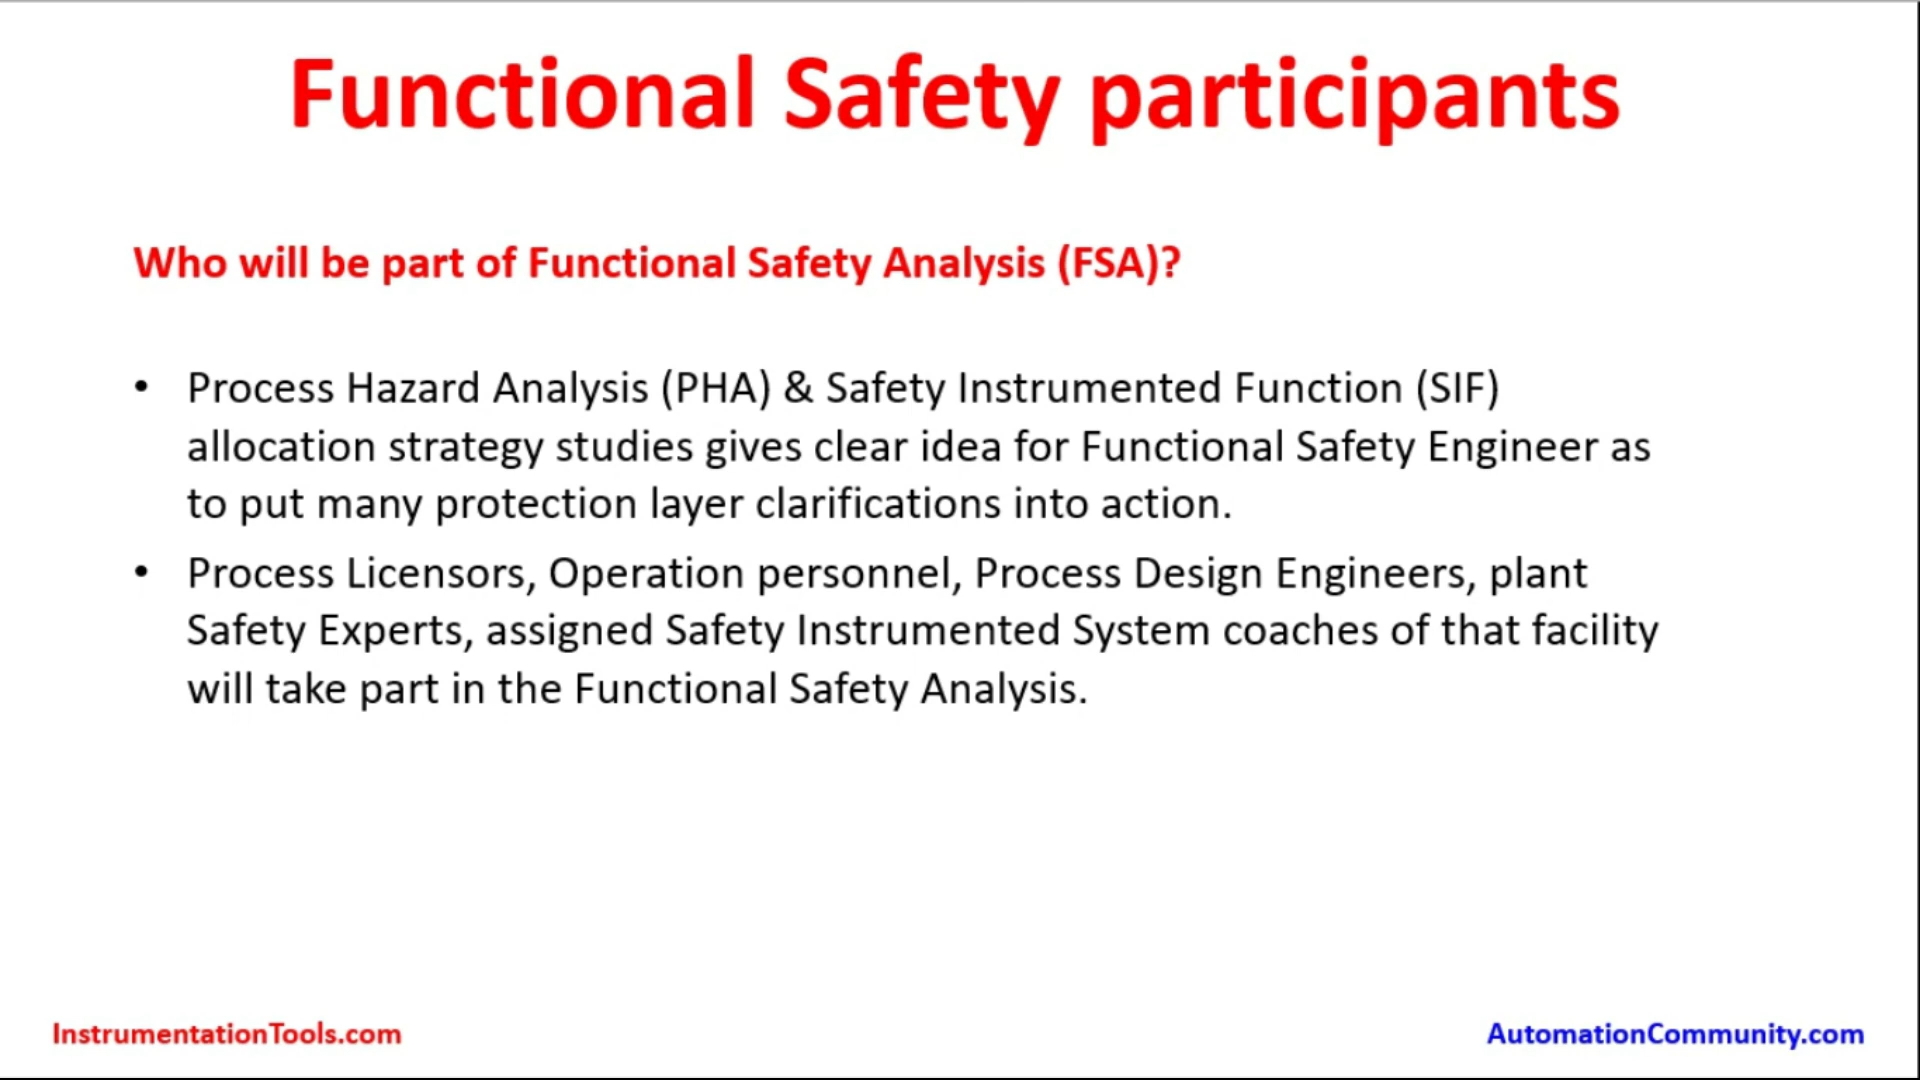 Functional Safety participants
Who will be part of Functional Safety Analysis (FSA)?
• Process Hazard Analysis (PHA) & Safety Instrumented Function (SIF)
allocation strategy studies gives clear idea for Functional Safety Engineer as
to put many protection layer clarifications into action.
• Process Licensors, Operation personnel, Process Design Engineers, plant
Safety Experts, assigned Safety Instrumented System coaches of that facility
will take part in the Functional Safety Analysis.
InstrumentationTools.com
AutomationCommunity.com